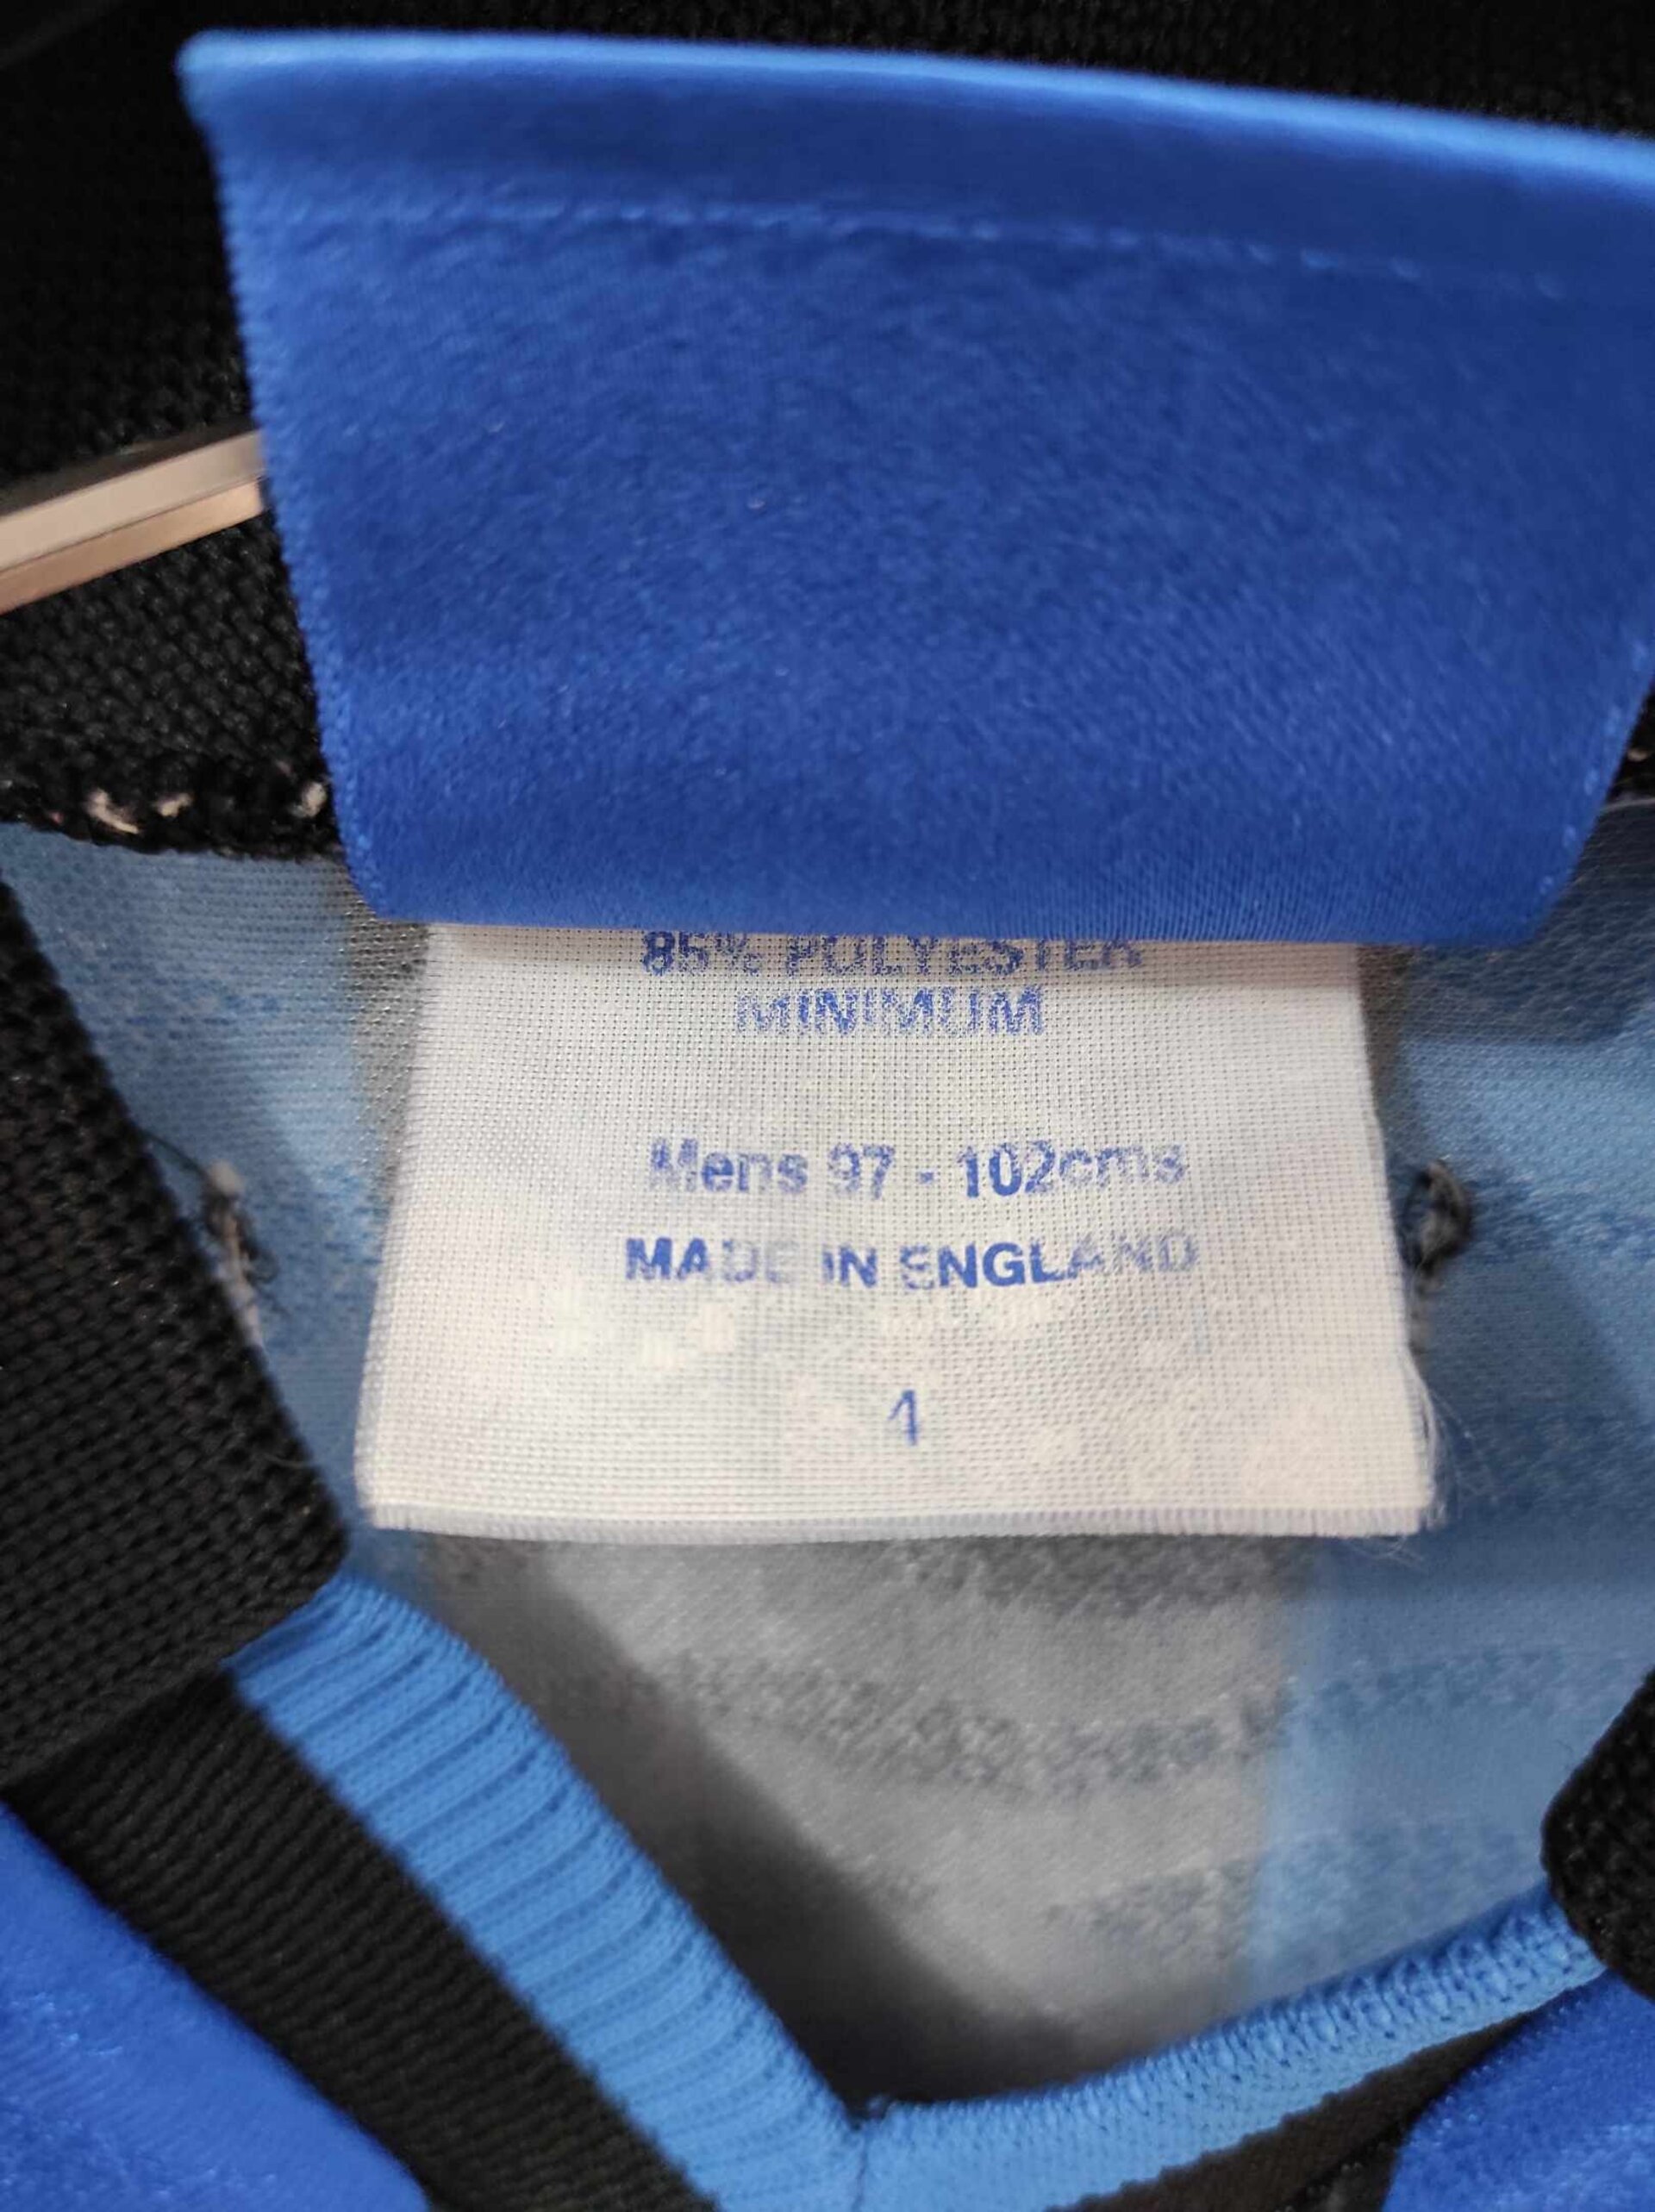 85% POLYESTER
MINIMUM
Mens 97 - 102cms
MADE IN ENGLAND
1